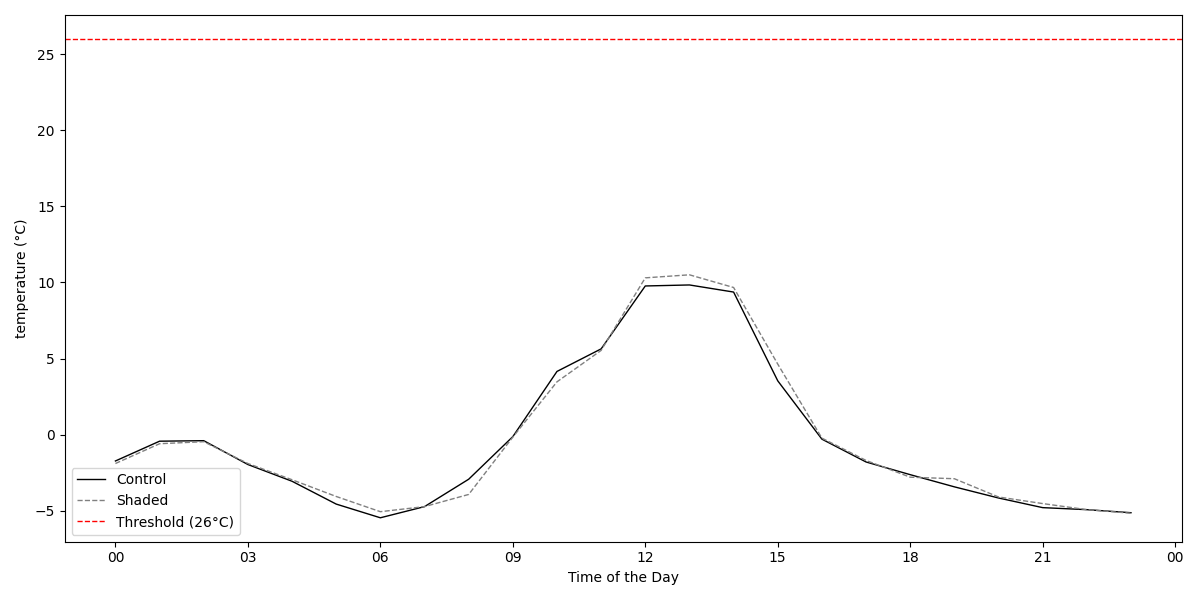 temperature (°C)
25
20
15
10
5
0
−5
Control
Shaded
Threshold (26°C)
00 03 06 09 12 15 18 21 00
Time of the Day